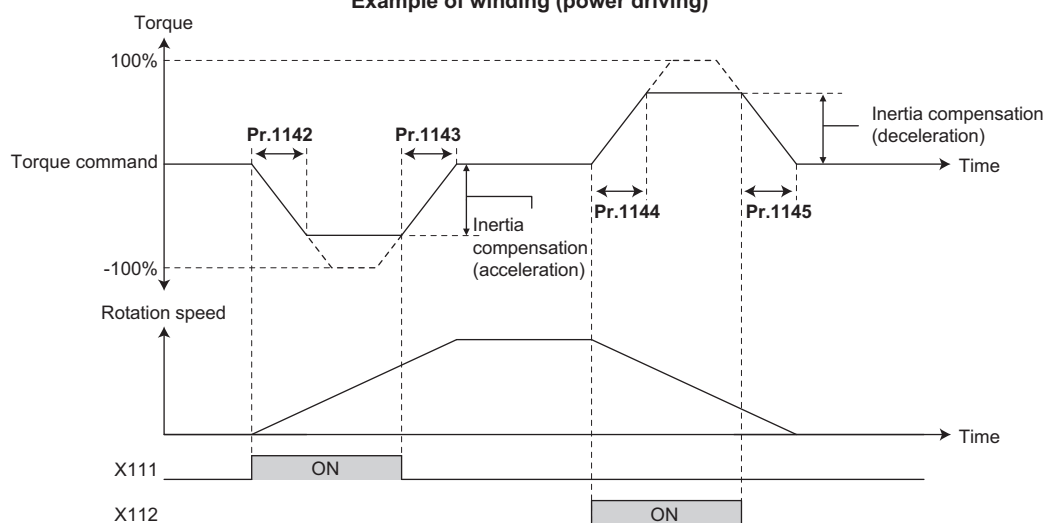 Example of winding (power driving)
Torque
100%
Pr.1142
Pr.1143
Inertia compensation
(deceleration)
Torque command
Time
Pr.1144
Pr.1145
Inertia
compensation
(acceleration)
-100%
Rotation speed
Time
X111
ON
X112
ON